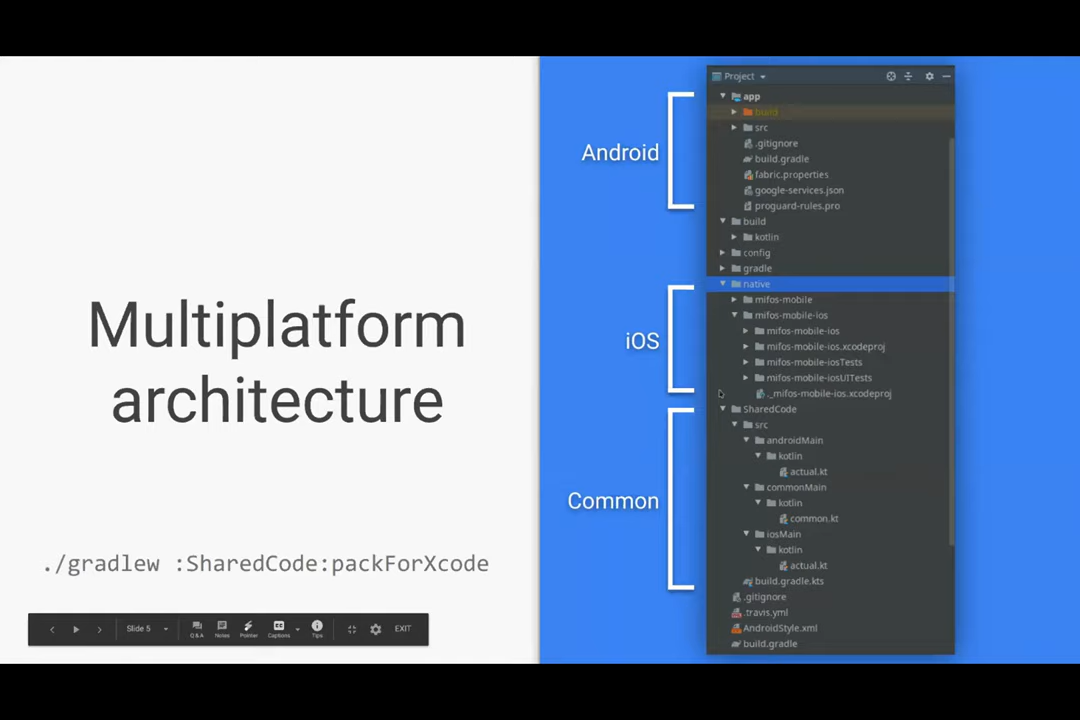 Multiplatform
architecture
./gradlew :SharedCode:packForXcode
Slide 5
Q & A
Notes
Pointer
Captions
Tips
EXIT
Android
iOS
Common
Project
app
build
src
.gitignore
build.gradle
fabric.properties
google-services.json
proguard-rules.pro
build
kotlin
config
gradle
native
mifos-mobile
mifos-mobile-ios
mifos-mobile-ios
mifos-mobile-ios.xcodeproj
mifos-mobile-iosTests
mifos-mobile-iosUITests
._mifos-mobile-ios.xcodeproj
SharedCode
src
androidMain
kotlin
actual.kt
commonMain
kotlin
common.kt
iosMain
kotlin
actual.kt
build.gradle.kts
.gitignore
.travis.yml
AndroidStyle.xml
build.gradle